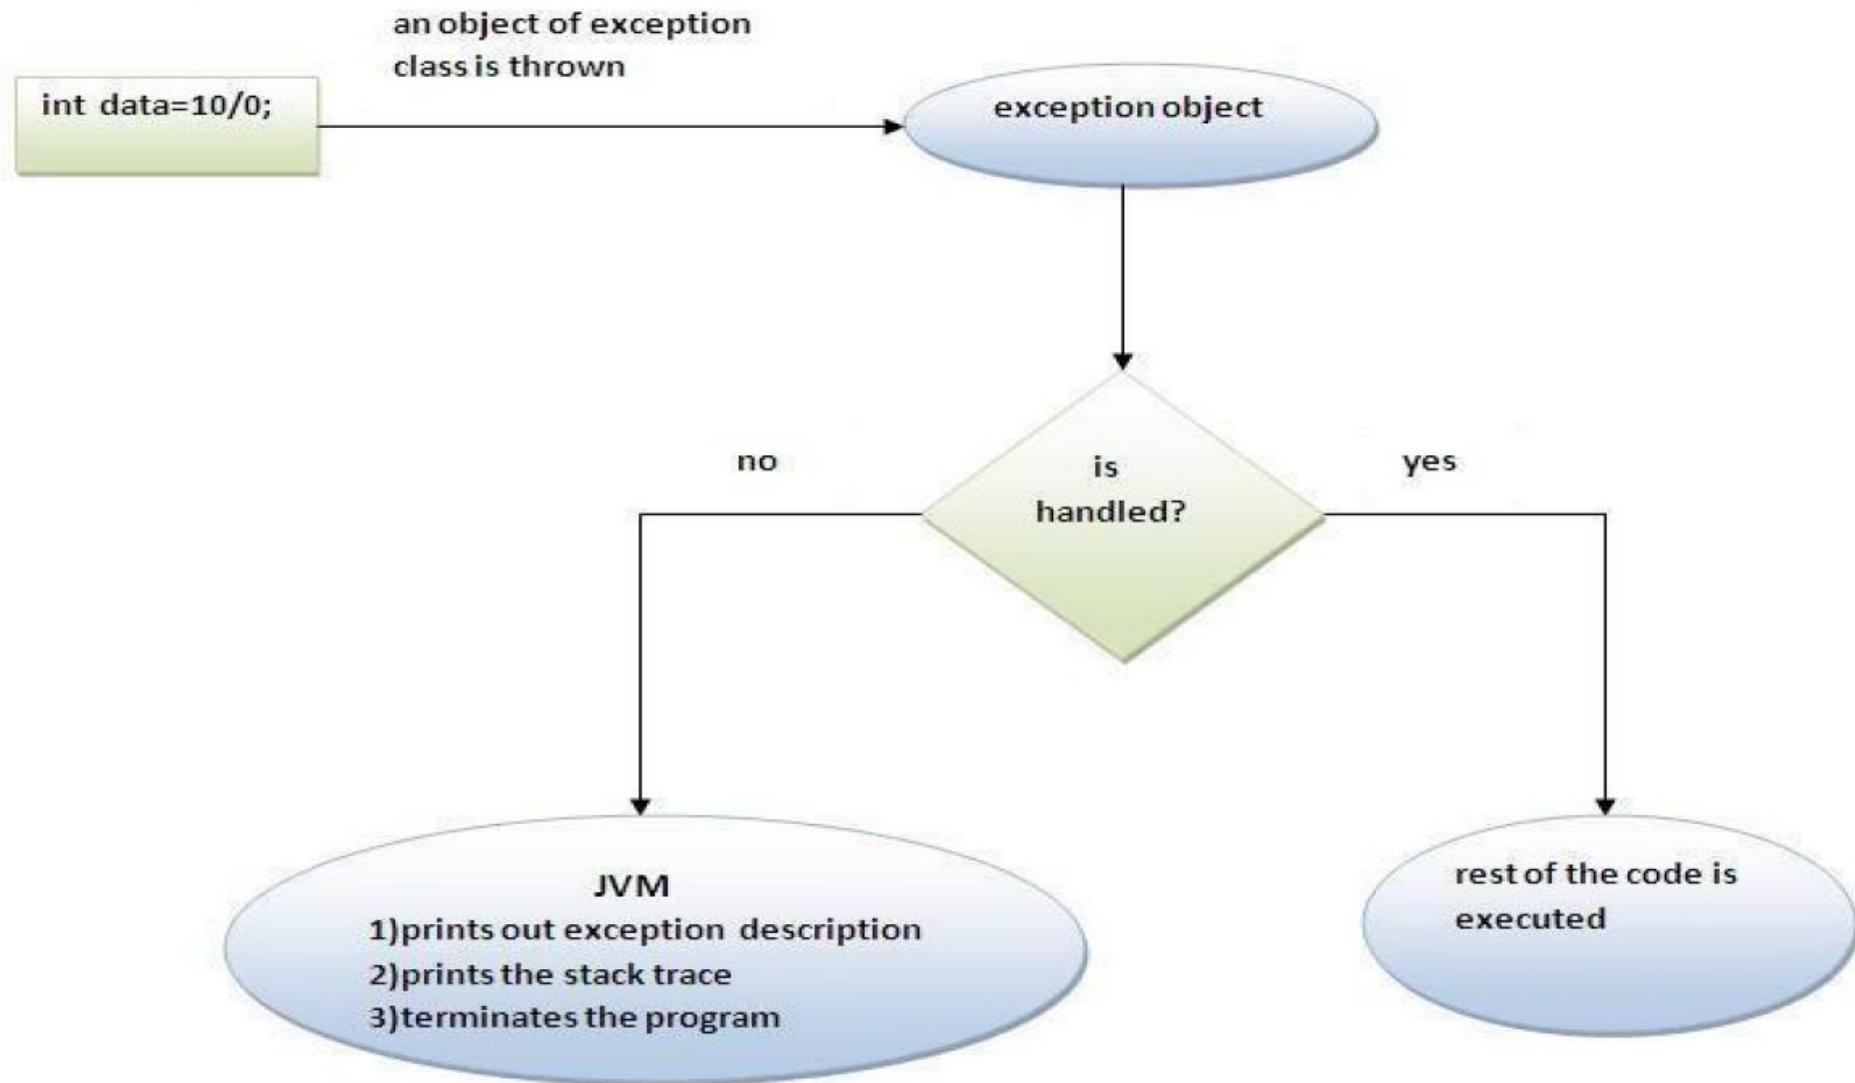 an object of exception
class is thrown
int data=10/0;
exception object
no
is
handled?
yes
JVM
1)prints out exception description
2)prints the stack trace
3)terminates the program
rest of the code is
executed